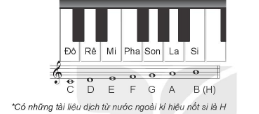 Đô Rê Mi Pha Son La Si
C D E F G A B (H)
*Có những tài liệu dịch từ nước ngoài kí hiệu nốt si là H